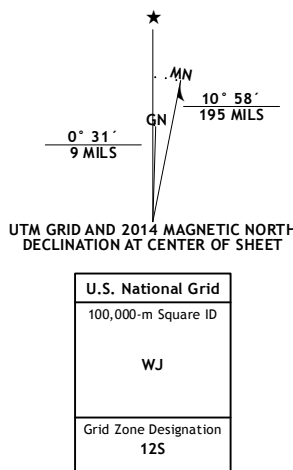 ★
MN
GN
0° 31´
9 MILS
10° 58´
195 MILS
UTM GRID AND 2014 MAGNETIC NORTH
DECLINATION AT CENTER OF SHEET
U.S. National Grid
100,000-m Square ID
WJ
Grid Zone Designation
12S